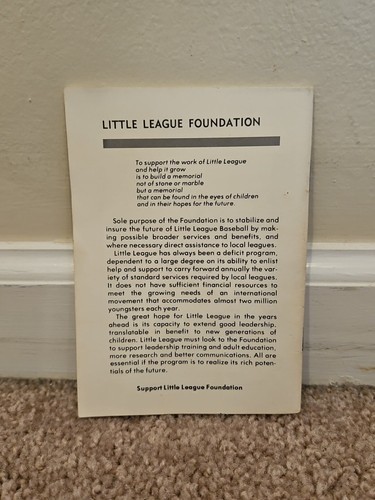 LITTLE LEAGUE FOUNDATION
To support the work of Little League
and help it grow
is to build a memorial
not of stone or marble
but a memorial
that can be found in the eyes of children
and in their hopes for the future.
Sole purpose of the Foundation is to stabilize and
insure the future of Little League Baseball by mak-
ing possible broader services and benefits, and
where necessary direct assistance to local leagues.
Little League has always been a deficit program,
dependent to a large degree on its ability to enlist
help and support to carry forward annually the var-
iety of standard services required by local leagues.
It does not have sufficient financial resources to
meet the growing needs of an international
movement that accommodates almost two million
youngsters each year.
The great hope for Little League in the years
ahead is its capacity to extend good leadership,
translatable in benefit to new generations of
children. Little League must look to the Foundation
to support leadership training and adult education,
more research and better communications. All are
essential if the program is to realize its rich poten-
tials of the future.
Support Little League Foundation